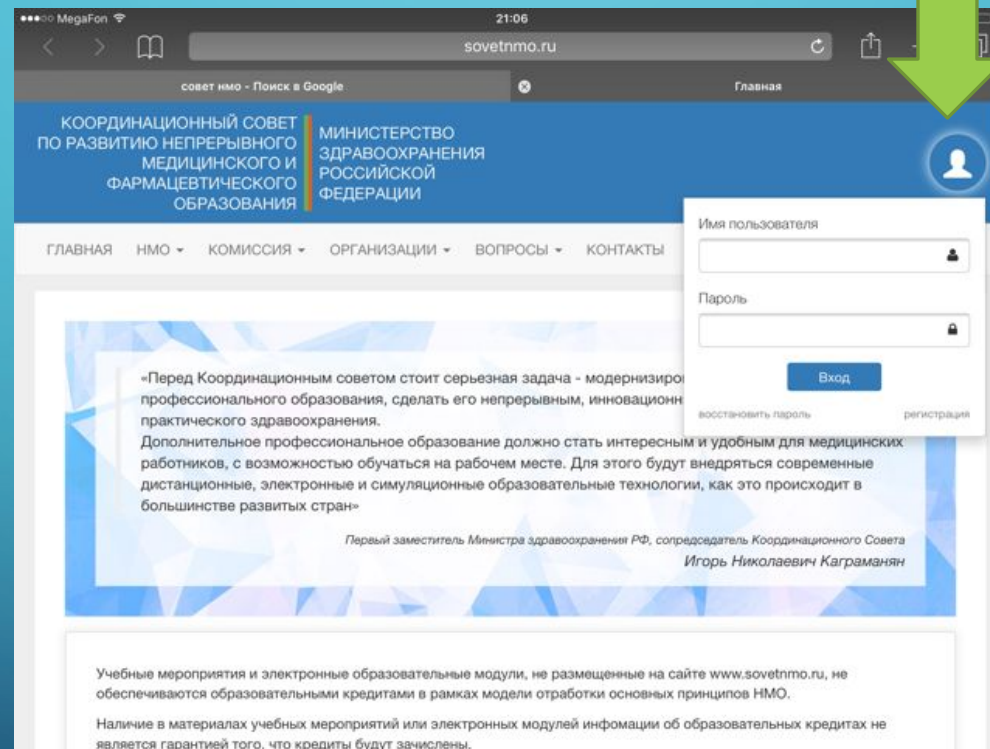 MegaFon
21:06
sovetnmo.ru
совет нмо - Поиск в Google
Главная
КООРДИНАЦИОННЫЙ СОВЕТ
ПО РАЗВИТИЮ НЕПРЕРЫВНОГО
МЕДИЦИНСКОГО И
ФАРМАЦЕВТИЧЕСКОГО
ОБРАЗОВАНИЯ
МИНИСТЕРСТВО
ЗДРАВООХРАНЕНИЯ
РОССИЙСКОЙ
ФЕДЕРАЦИИ
ГЛАВНАЯ НМО КОМИССИЯ ОРГАНИЗАЦИИ ВОПРОСЫ КОНТАКТЫ
Имя пользователя
Пароль
Вход
восстановить пароль регистрация
«Перед Координационным советом стоит серьезная задача - модернизиро
профессионального образования, сделать его непрерывным, инновационн
практического здравоохранения.
Дополнительное профессиональное образование должно стать интересным и удобным для медицинских
работников, с возможностью обучаться на рабочем месте. Для этого будут внедряться современные
дистанционные, электронные и симуляционные образовательные технологии, как это происходит в
большинстве развитых стран»
Первый заместитель Министра здравоохранения РФ, сопредседатель Координационного Совета
Игорь Николаевич Каграманян
Учебные мероприятия и электронные образовательные модули, не размещенные на сайте www.sovetnmo.ru, не
обеспечиваются образовательными кредитами в рамках модели отработки основных принципов НМО.
Наличие в материалах учебных мероприятий или электронных модулей инфомации об образовательных кредитах не
является гарантией того, что кредиты будут зачислены.